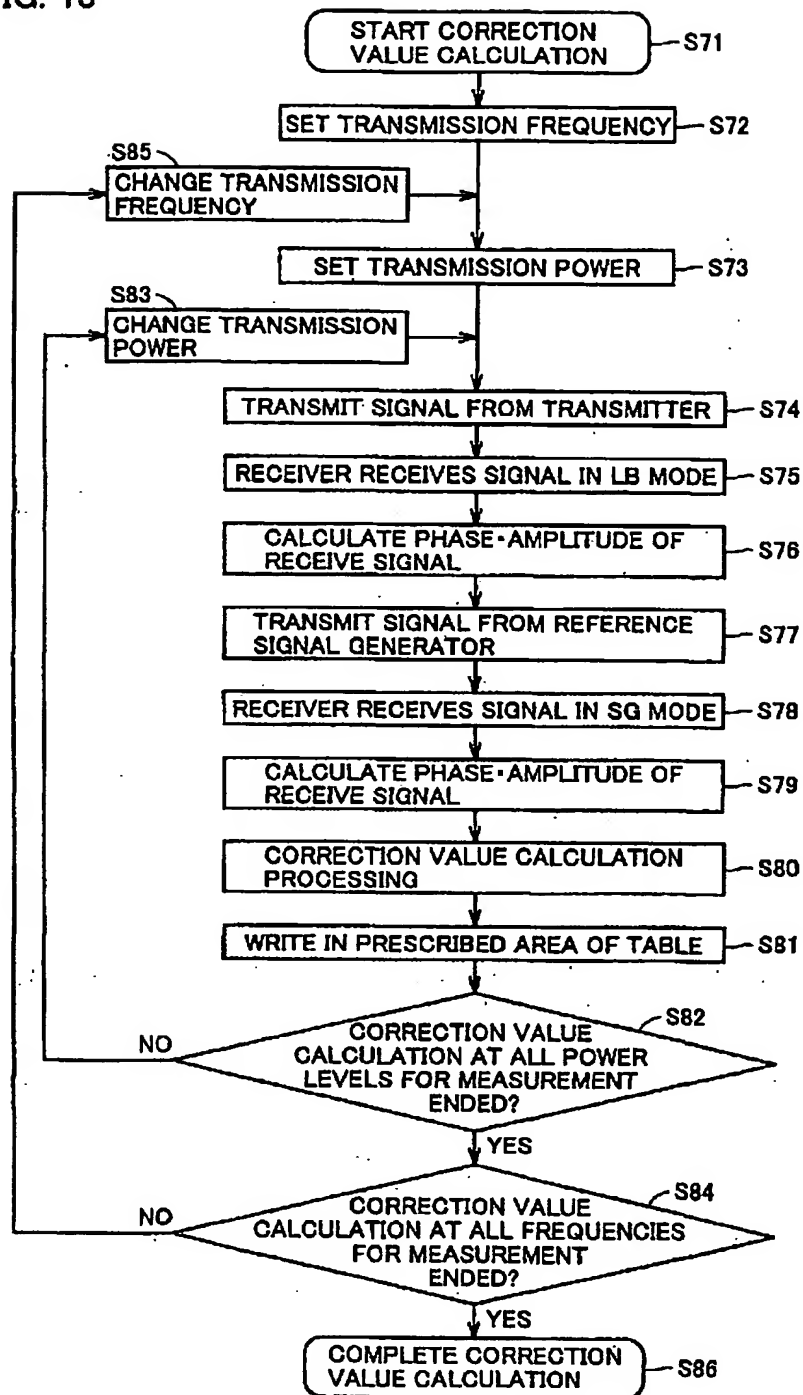 START CORRECTION
VALUE CALCULATION
S71
SET TRANSMISSION FREQUENCY
S72
S85
CHANGE TRANSMISSION
FREQUENCY
SET TRANSMISSION POWER
S73
S83
CHANGE TRANSMISSION
POWER
TRANSMIT SIGNAL FROM TRANSMITTER
S74
RECEIVER RECEIVES SIGNAL IN LB MODE
S75
CALCULATE PHASE·AMPLITUDE OF
RECEIVE SIGNAL
S76
TRANSMIT SIGNAL FROM REFERENCE
SIGNAL GENERATOR
S77
RECEIVER RECEIVES SIGNAL IN SG MODE
S78
CALCULATE PHASE·AMPLITUDE OF
RECEIVE SIGNAL
S79
CORRECTION VALUE CALCULATION
PROCESSING
S80
WRITE IN PRESCRIBED AREA OF TABLE
S81
S82
NO
CORRECTION VALUE
CALCULATION AT ALL POWER
LEVELS FOR MEASUREMENT
ENDED?
YES
S84
NO
CORRECTION VALUE
CALCULATION AT ALL FREQUENCIES
FOR MEASUREMENT
ENDED?
YES
COMPLETE CORRECTION
VALUE CALCULATION
S86